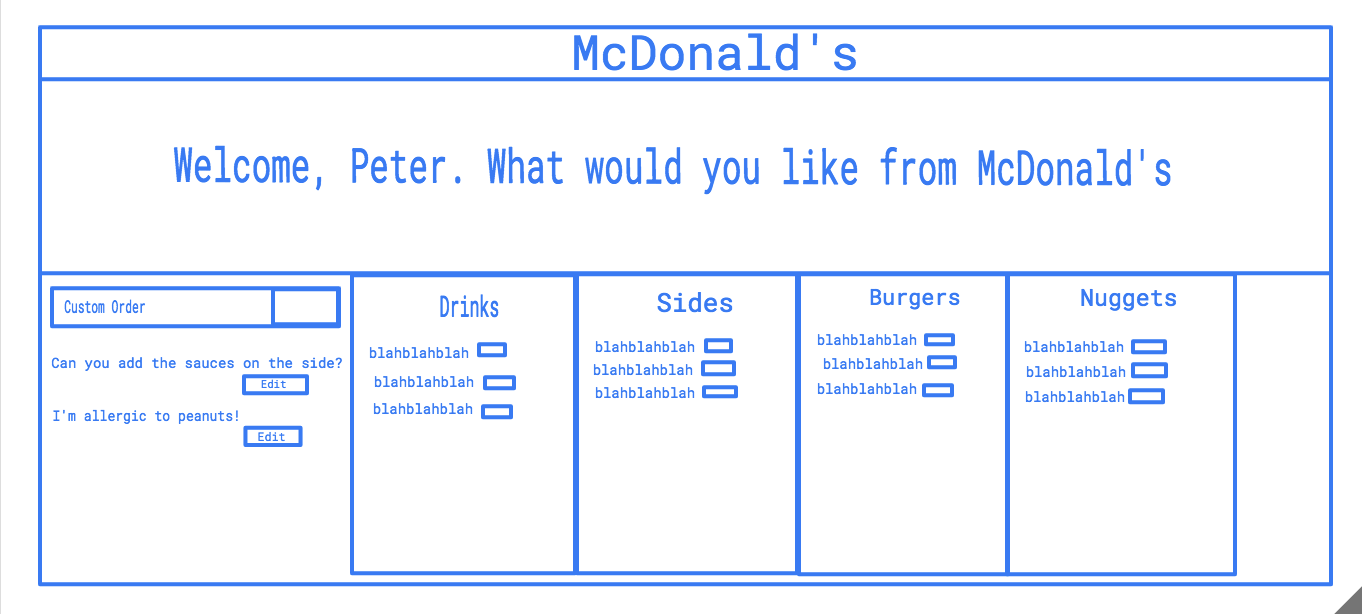 McDonald's
Welcome, Peter. What would you like from McDonald's
Custom Order
Can you add the sauces on the side?
Edit
I'm allergic to peanuts!
Edit
Drinks
blahblahblah
blahblahblah
blahblahblah
Sides
blahblahblah
blahblahblah
blahblahblah
Burgers
blahblahblah
blahblahblah
blahblahblah
Nuggets
blahblahblah
blahblahblah
blahblahblah